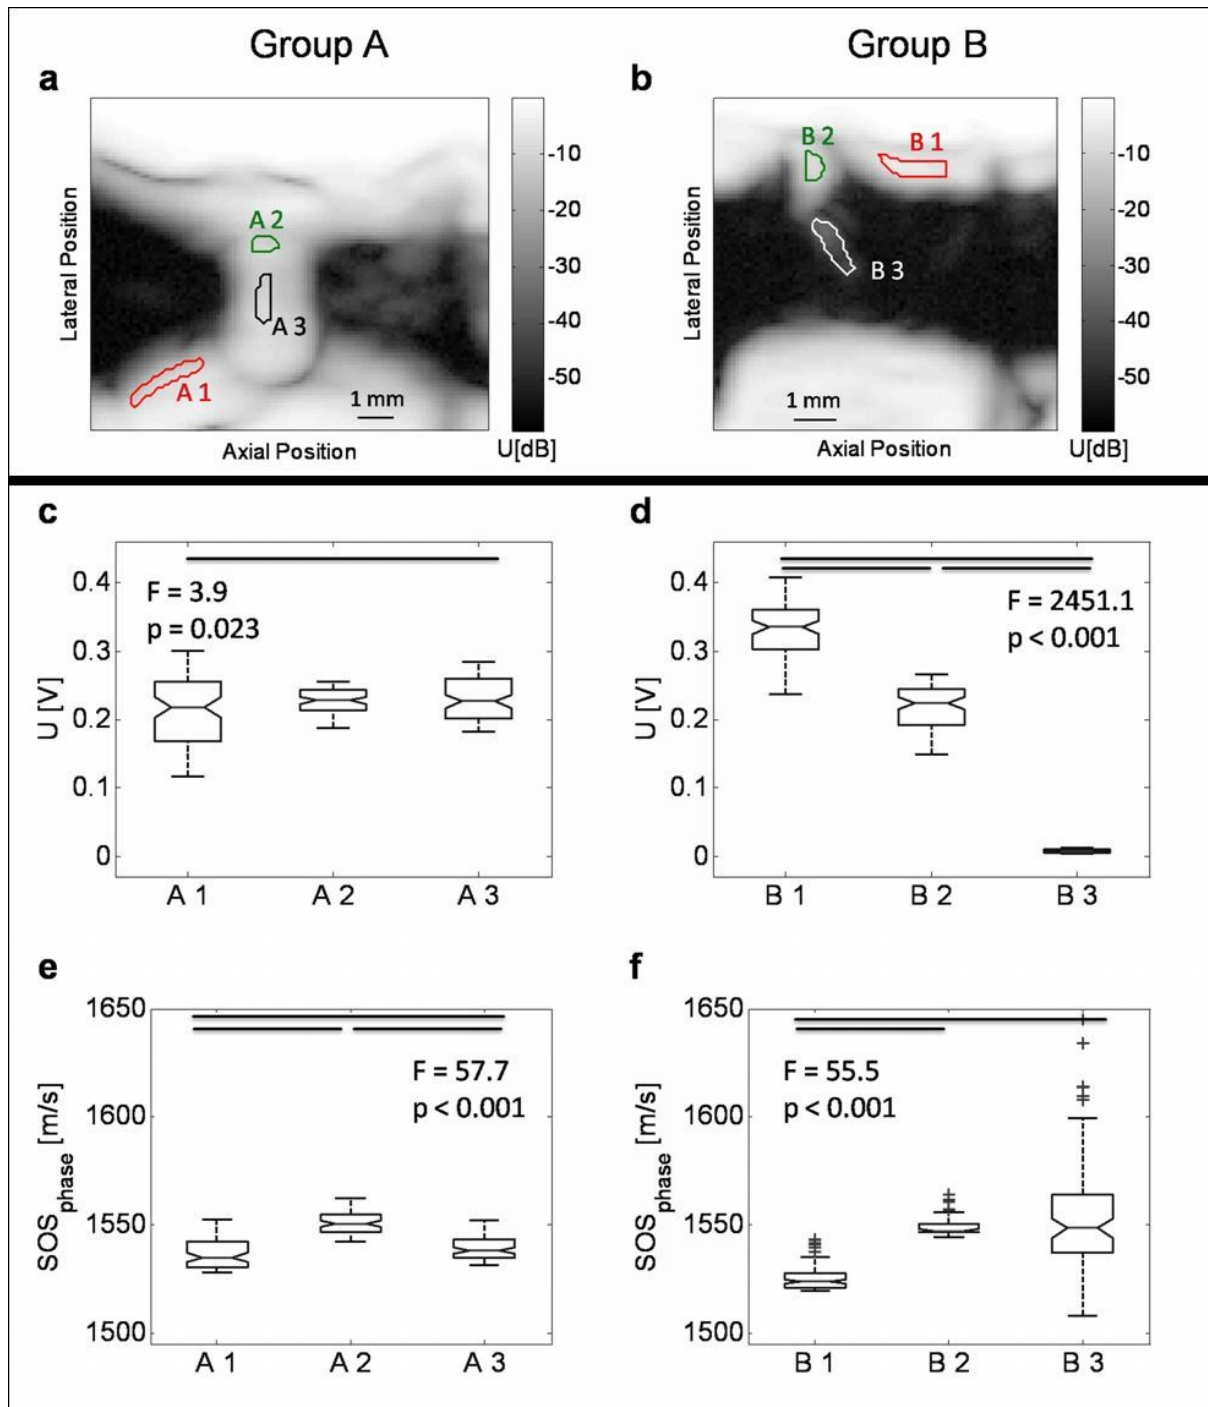 Group A
Group B
a
b
A 2
A 3
A 1
1 mm
Lateral Position
Axial Position
-10
-20
-30
-40
-50
U[dB]
B 2
B 1
B 3
1 mm
Lateral Position
Axial Position
-10
-20
-30
-40
-50
U[dB]
c
F = 3.9
p = 0.023
U [V]
0.4
0.3
0.2
0.1
0
A 1 A 2 A 3
d
F = 2451.1
p < 0.001
U [V]
0.4
0.3
0.2
0.1
0
B 1 B 2 B 3
e
F = 57.7
p < 0.001
SOSphase [m/s]
1650
1600
1550
1500
A 1 A 2 A 3
f
F = 55.5
p < 0.001
SOSphase [m/s]
1650
1600
1550
1500
B 1 B 2 B 3